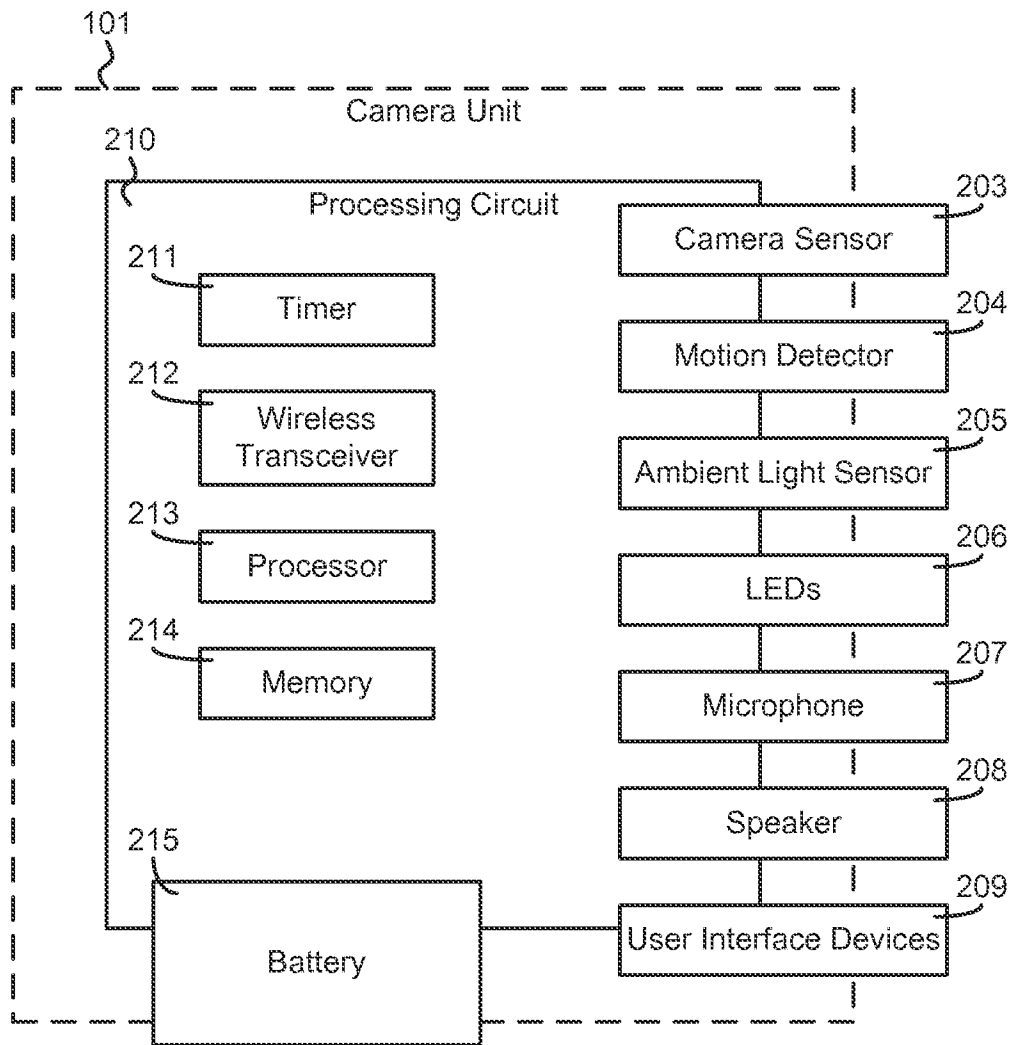 101
Camera Unit
210
Processing Circuit
203
Camera Sensor
211
Timer
204
Motion Detector
212
Wireless
Transceiver
205
Ambient Light Sensor
213
Processor
206
LEDs
214
Memory
207
Microphone
208
Speaker
215
Battery
209
User Interface Devices